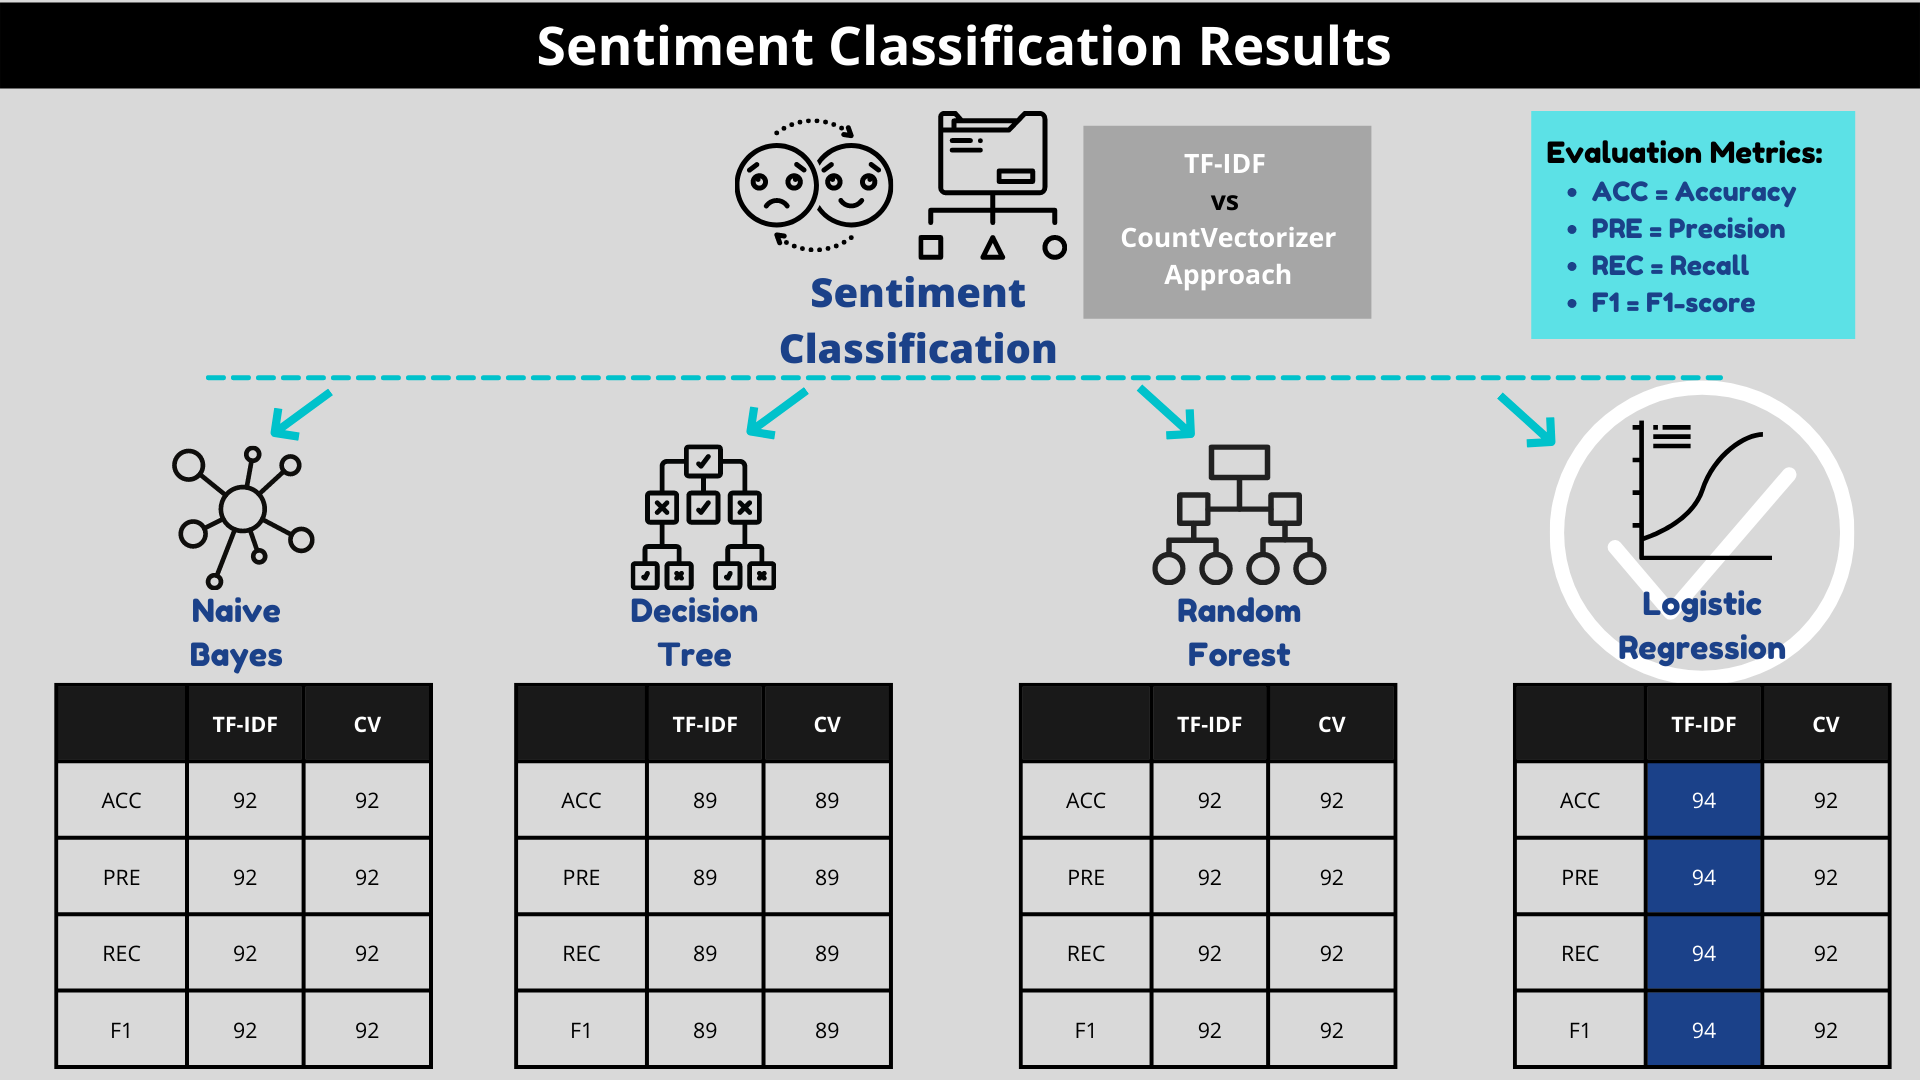 Sentiment Classification Results
TF-IDF
vs
CountVectorizer
Approach
Evaluation Metrics:
• ACC = Accuracy
• PRE = Precision
• REC = Recall
• F1 = F1-score
Sentiment
Classification
Naive
Bayes
TF-IDF CV
ACC 92 92
PRE 92 92
REC 92 92
F1 92 92
Decision
Tree
TF-IDF CV
ACC 89 89
PRE 89 89
REC 89 89
F1 89 89
Random
Forest
TF-IDF CV
ACC 92 92
PRE 92 92
REC 92 92
F1 92 92
Logistic
Regression
TF-IDF CV
ACC 94 92
PRE 94 92
REC 94 92
F1 94 92